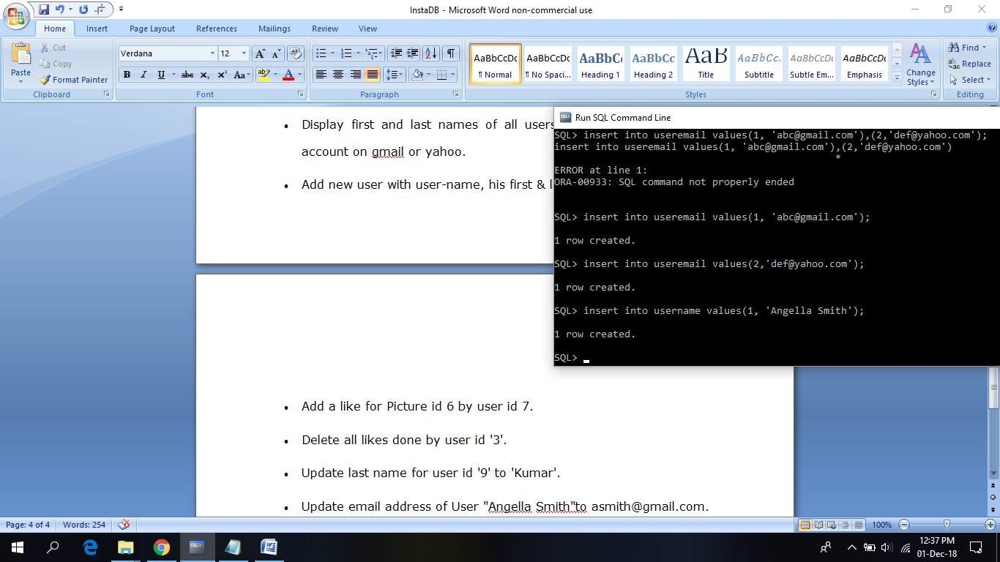 InstaDB - Microsoft Word non-commercial use
Home Insert Page Layout References Mailings Review View
Paste
Cut
Copy
Format Painter
Clipboard
Verdana 12
B I U abc x₂ x² Aa
Font
Paragraph
AaBbCcDc AaBbCcDc AaBbC AaBbCc AaB AaBbCc. AaBbCcDc AaBbCcDc
¶ Normal ¶ No Spaci... Heading 1 Heading 2 Title Subtitle Subtle Em... Emphasis
Change Styles
Styles
Find
Replace
Select
Editing
• Display first and last names of all users
account on gmail or yahoo.
• Add new user with user-name, his first & l
Run SQL Command Line
SQL> insert into useremail values(1, 'abc@gmail.com'),(2,'def@yahoo.com');
insert into useremail values(1, 'abc@gmail.com'),(2,'def@yahoo.com')
*
ERROR at line 1:
ORA-00933: SQL command not properly ended
SQL> insert into useremail values(1, 'abc@gmail.com');
1 row created.
SQL> insert into useremail values(2,'def@yahoo.com');
1 row created.
SQL> insert into username values(1, 'Angella Smith');
1 row created.
SQL>
• Add a like for Picture id 6 by user id 7.
• Delete all likes done by user id '3'.
• Update last name for user id '9' to 'Kumar'.
• Update email address of User "Angella Smith"to asmith@gmail.com.
Page: 4 of 4 Words: 254 100%
12:37 PM
01-Dec-18